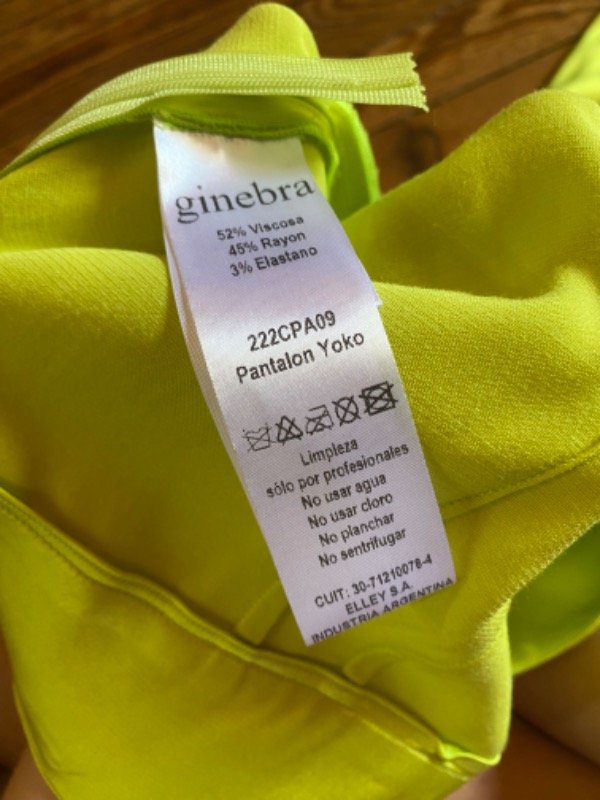 ginebra
52% Viscosa
45% Rayon
3% Elastano
222CPA09
Pantalon Yoko
Limpleza
sólo por profesionales
No usar agua
No usar cloro
No planchar
No sentrifugar
CUIT: 30-71210078-4
ELLEY S.A.
INDUSTRIA ARGENTINA